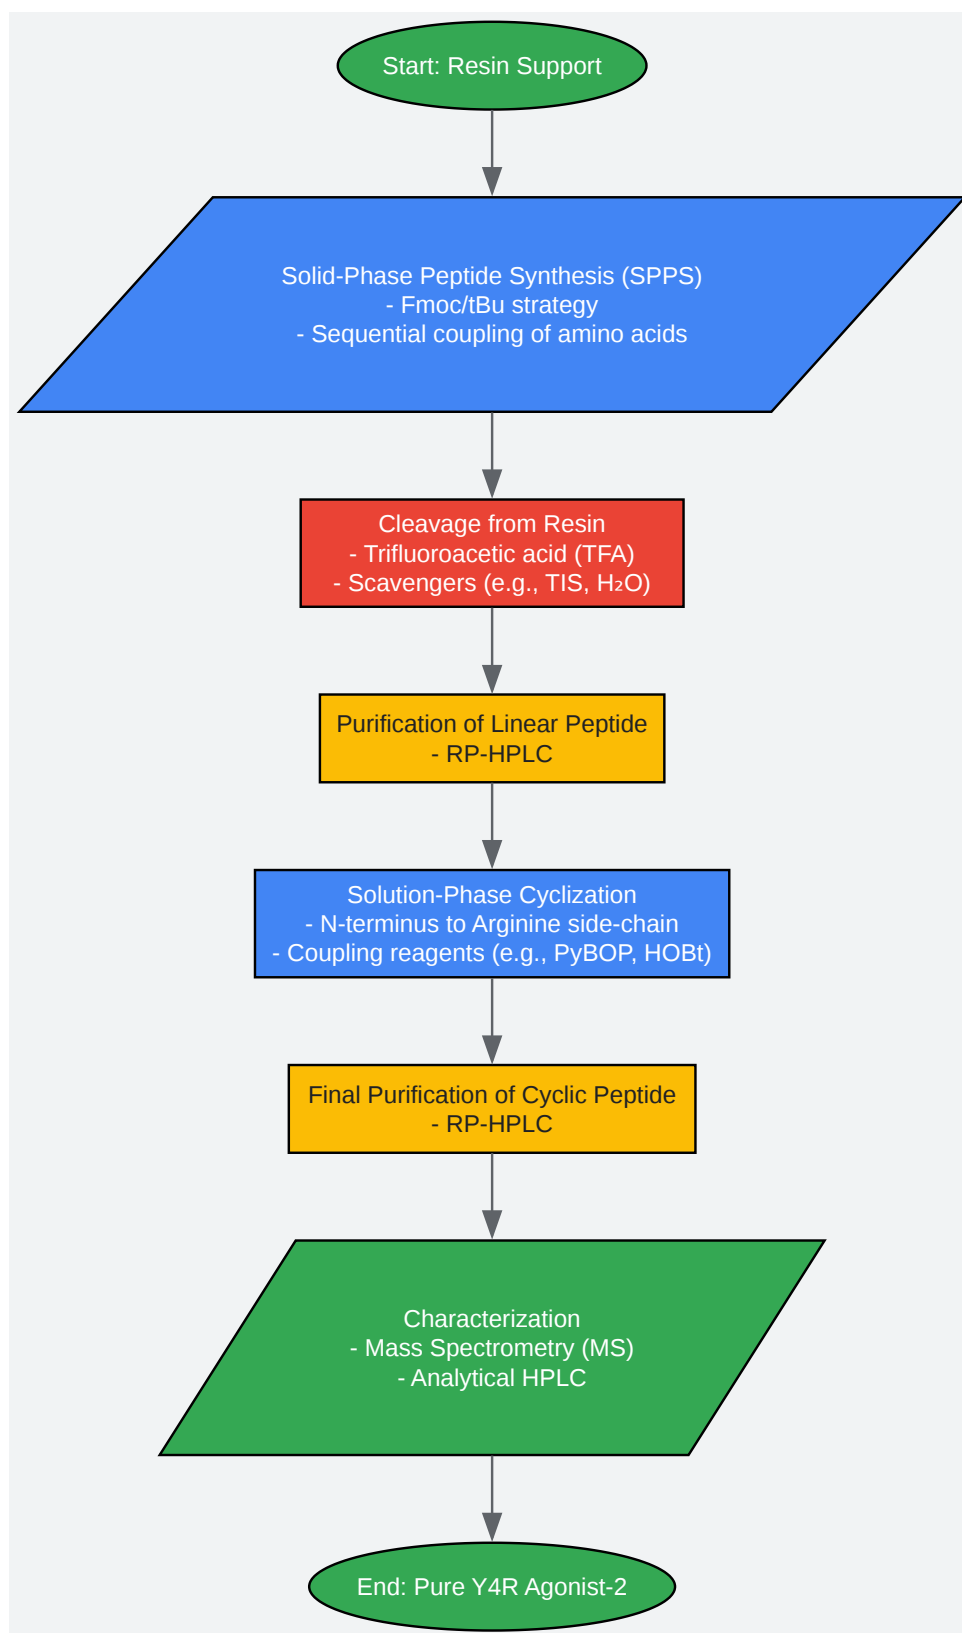 Start: Resin Support
Solid-Phase Peptide Synthesis (SPPS)
- Fmoc/tBu strategy
- Sequential coupling of amino acids
Cleavage from Resin
- Trifluoroacetic acid (TFA)
- Scavengers (e.g., TIS, H₂O)
Purification of Linear Peptide
- RP-HPLC
Solution-Phase Cyclization
- N-terminus to Arginine side-chain
- Coupling reagents (e.g., PyBOP, HOBt)
Final Purification of Cyclic Peptide
- RP-HPLC
Characterization
- Mass Spectrometry (MS)
- Analytical HPLC
End: Pure Y4R Agonist-2